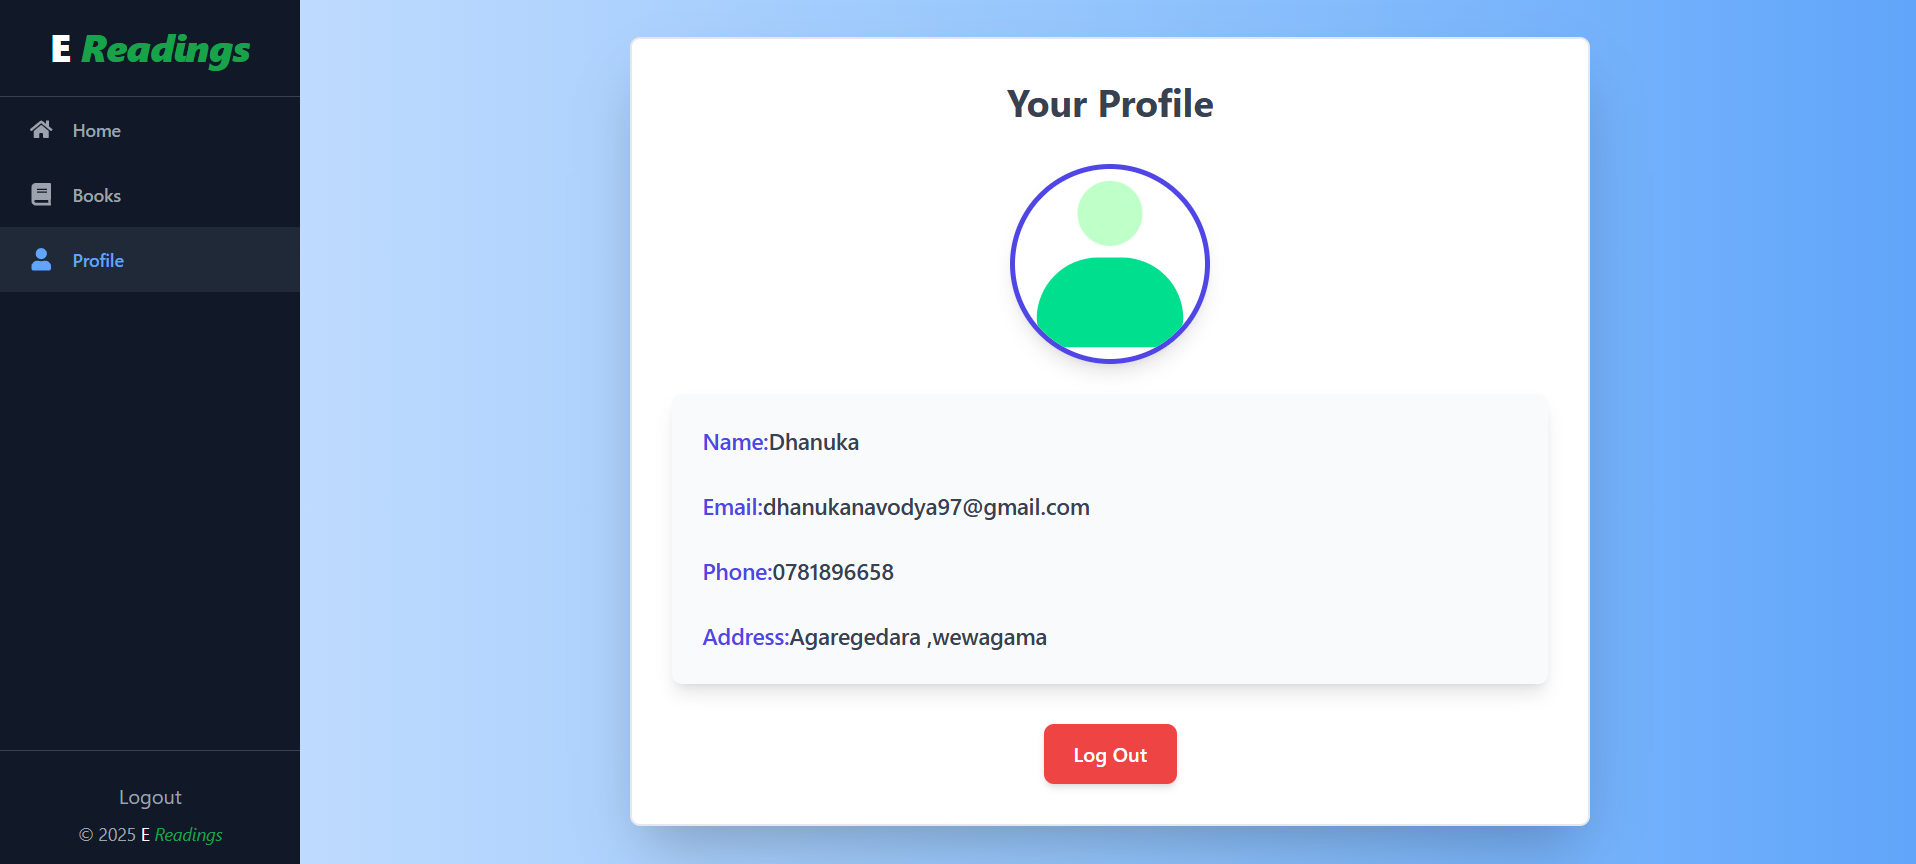 E Readings
Home
Books
Profile
Logout
© 2025 E Readings
Your Profile
Name:Dhanuka
Email:dhanukanavodya97@gmail.com
Phone:0781896658
Address:Agaregedara ,wewagama
Log Out